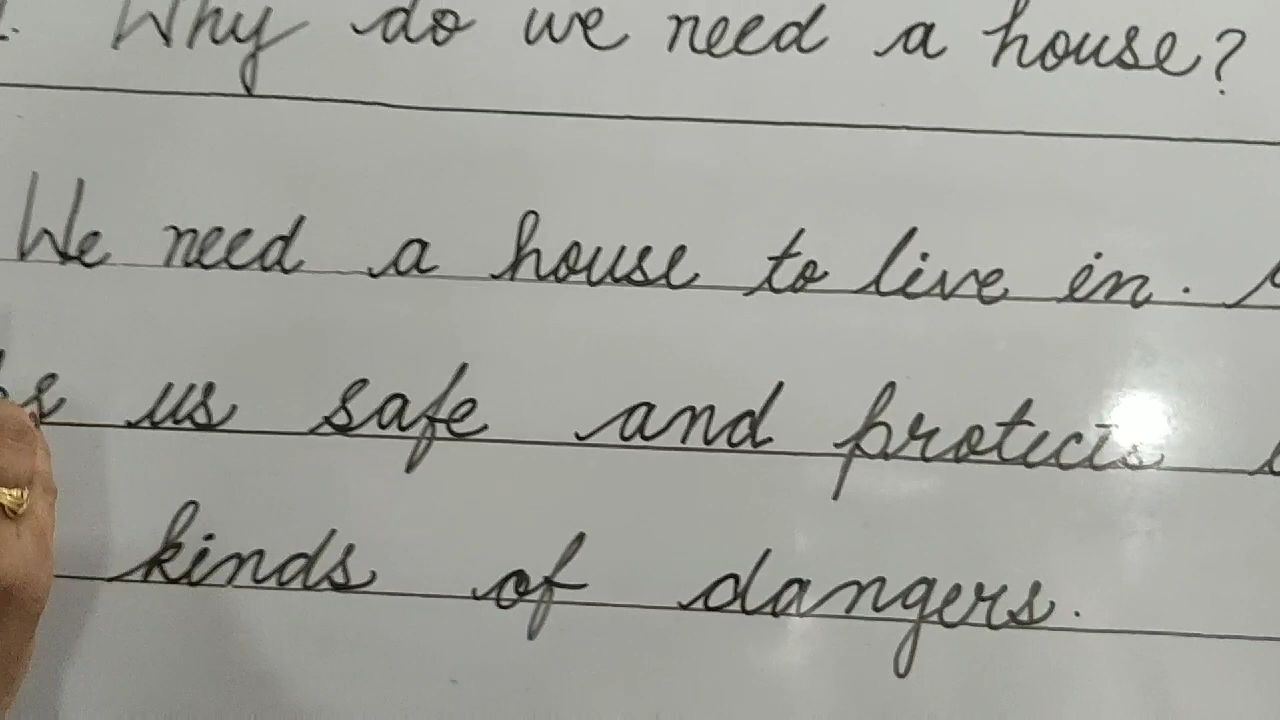 Why do we need a house?
We need a house to live in.
us safe and protects
kinds of dangers.